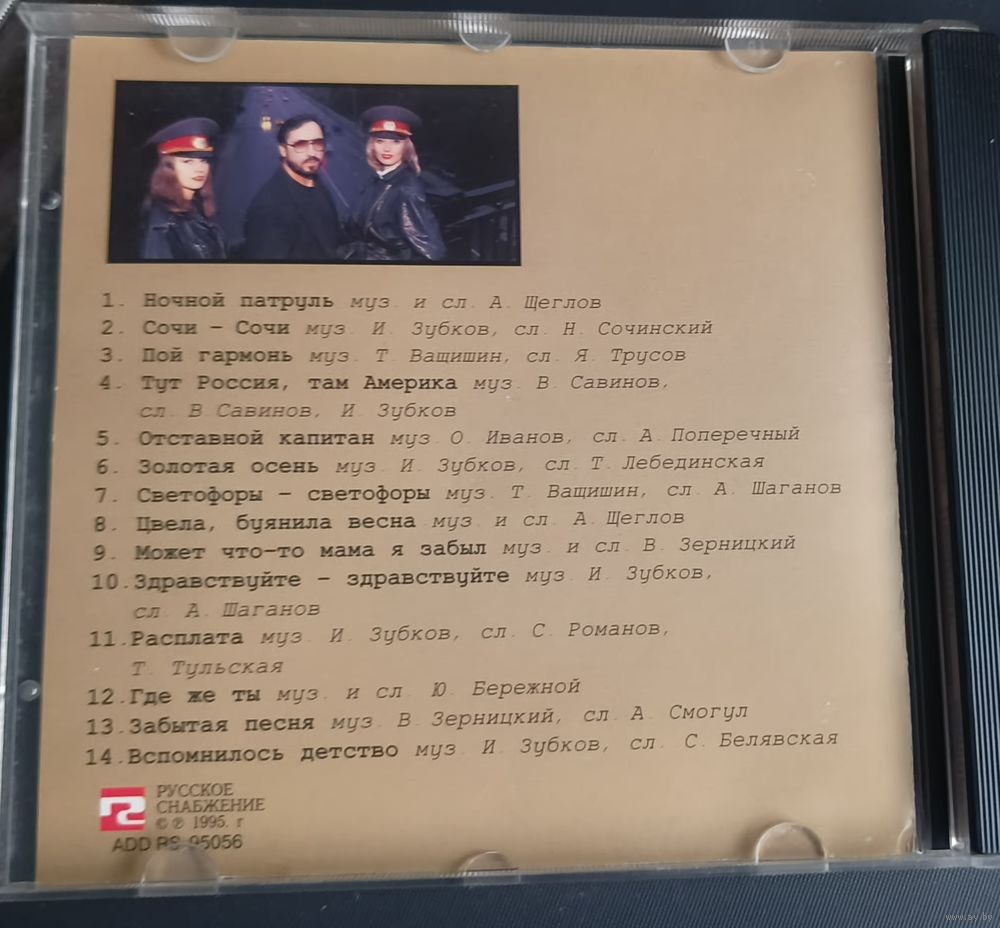 1. Ночной патруль муз. и сл. А. Щеглов
2. Сочи – Сочи муз. И. Зубков, сл. Н. Сочинский
3. Пой гармонь муз. Т. Ващишин, сл. Я. Трусов
4. Тут Россия, там Америка муз. В. Савинов,
сл. В. Савинов, И. Зубков
5. Отставной капитан муз. О. Иванов, сл. А. Поперечный
6. Золотая осень муз. И. Зубков, сл. Т. Лебединская
7. Светофоры – светофоры муз. Т. Ващишин, сл. А. Шаганов
8. Цвела, буянила весна муз. и сл. А. Щеглов
9. Может что-то мама я забыл муз. и сл. В. Зерницкий
10. Здравствуйте – здравствуйте муз. И. Зубков,
сл. А. Шаганов
11. Расплата муз. И. Зубков, сл. С. Романов,
Т. Тульская
12. Где же ты муз. и сл. Ю. Бережной
13. Забытая песня муз. В. Зерницкий, сл. А. Смогул
14. Вспомнилось детство муз. И. Зубков, сл. С. Белявская
РУССКОЕ
СНАБЖЕНИЕ
© ℗ 1995. г
ADD RS 95056
www.ay.by